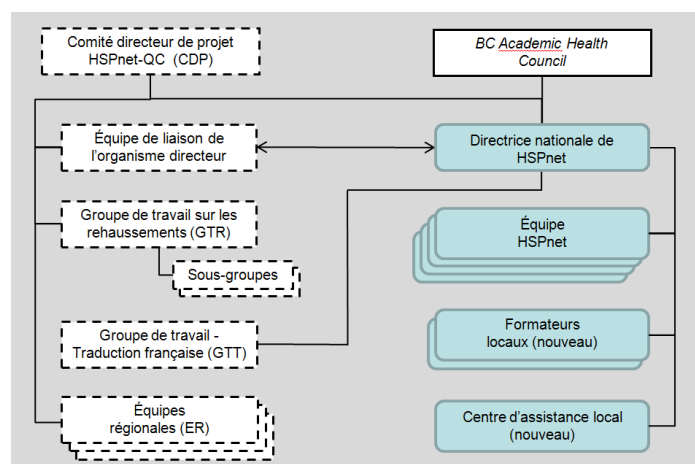 Comité directeur de projet
HSPnet-QC (CDP)
BC Academic Health
Council
Équipe de liaison de
l'organisme directeur
Directrice nationale de
HSPnet
Groupe de travail sur les
rehaussements (GTR)
Équipe
HSPnet
Sous-groupes
Groupe de travail -
Traduction française (GTT)
Formateurs
locaux (nouveau)
Équipes
régionales (ER)
Centre d'assistance local
(nouveau)